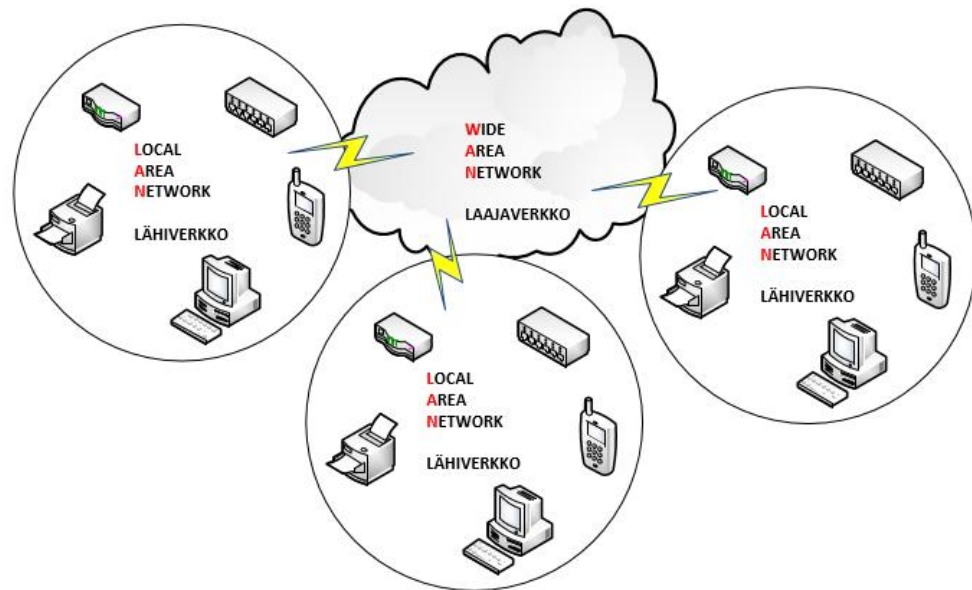 LOCAL
AREA
NETWORK
LÄHIVERKKO
WIDE
AREA
NETWORK
LAAJAVERKKO
LOCAL
AREA
NETWORK
LÄHIVERKKO
LOCAL
AREA
NETWORK
LÄHIVERKKO